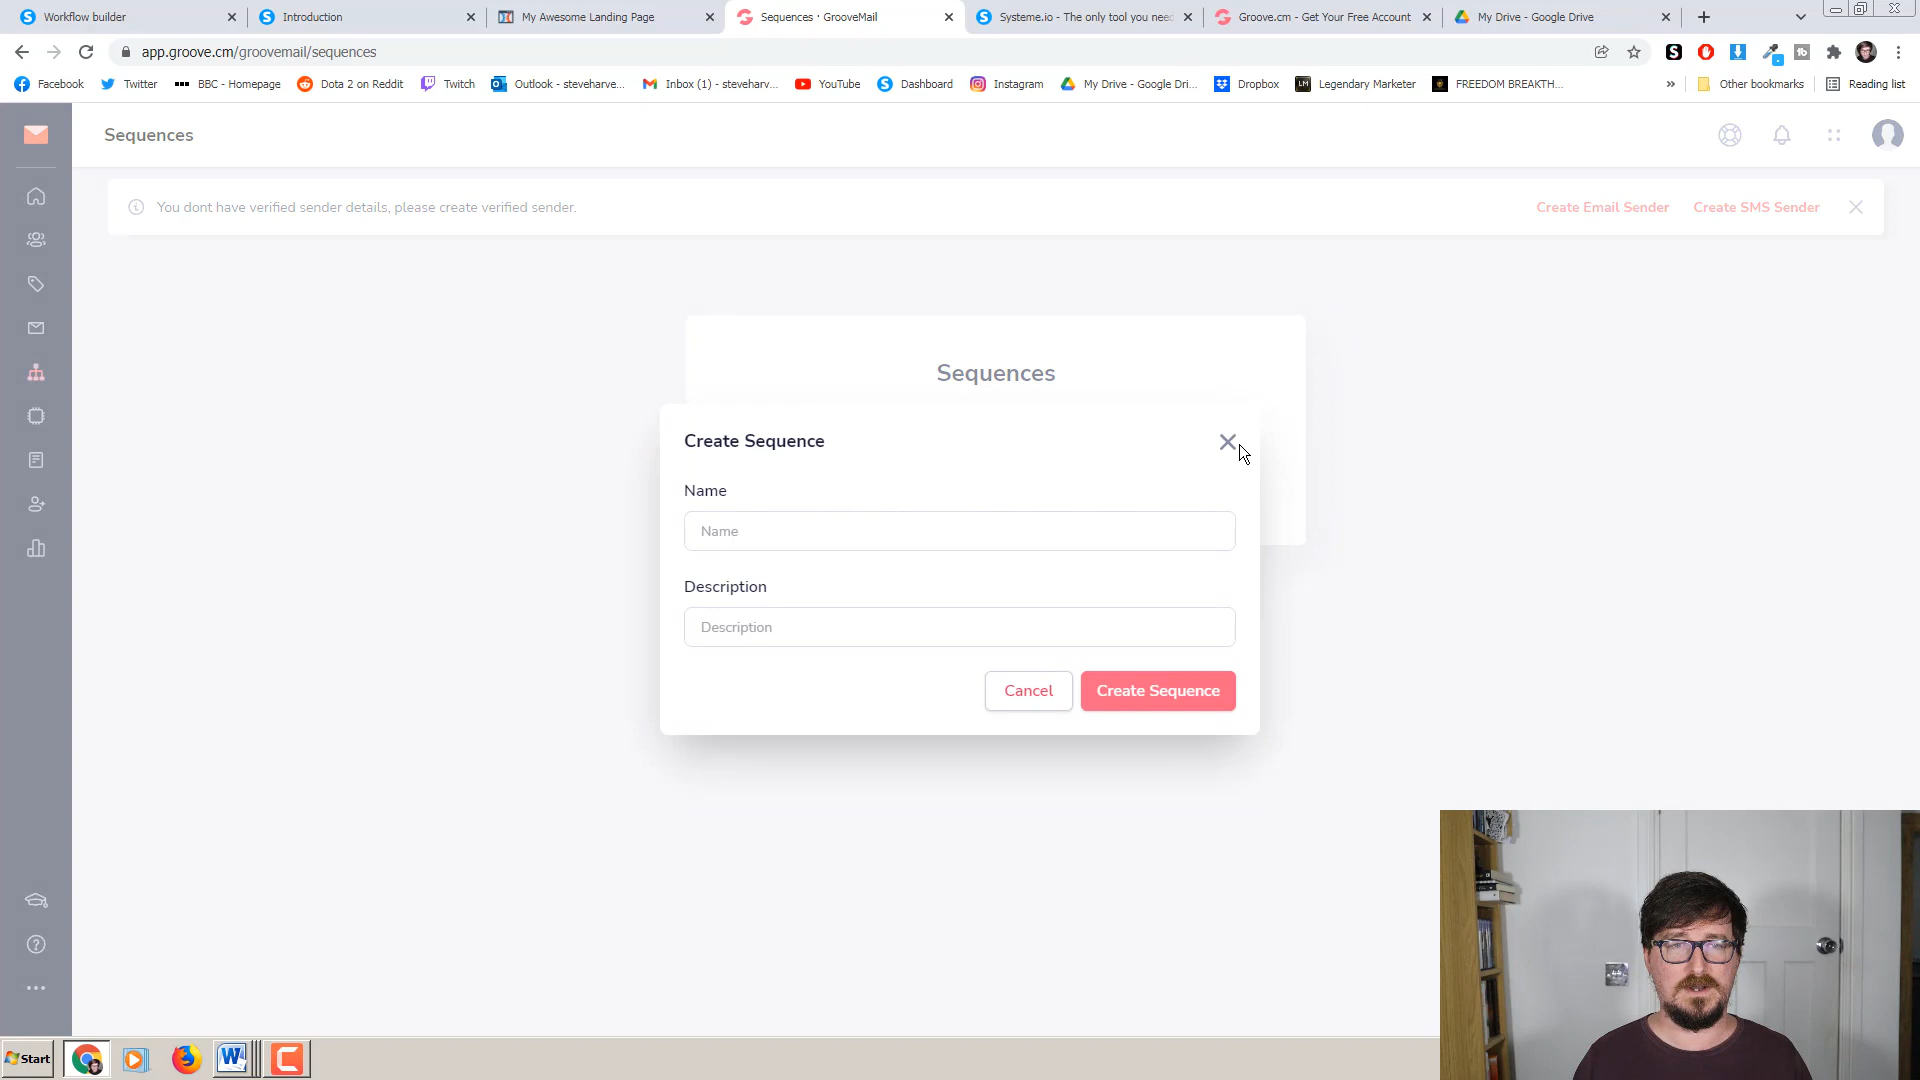 Workflow builder
Introduction
My Awesome Landing Page
Sequences · GrooveMail
Systeme.io - The only tool you nee
Groove.cm - Get Your Free Account
My Drive - Google Drive
app.groove.cm/groovemail/sequences
Facebook
Twitter
BBC - Homepage
Dota 2 on Reddit
Twitch
Outlook - steveharve...
Inbox (1) - steveharv...
YouTube
Dashboard
Instagram
My Drive - Google Dri...
Dropbox
LM
Legendary Marketer
FREEDOM BREAKTH...
»
Other bookmarks
Reading list
Sequences
You dont have verified sender details, please create verified sender.
Create Email Sender
Create SMS Sender
Sequences
Create Sequence
Name
Name
Description
Description
Cancel
Create Sequence
Start